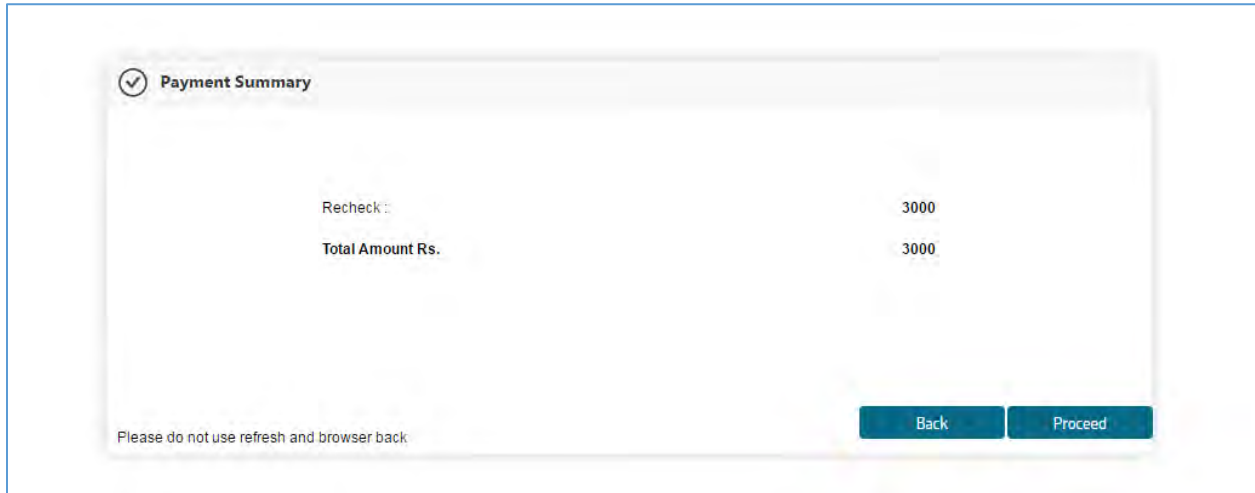 Payment Summary
Recheck : 3000
Total Amount Rs. 3000
Back Proceed
Please do not use refresh and browser back